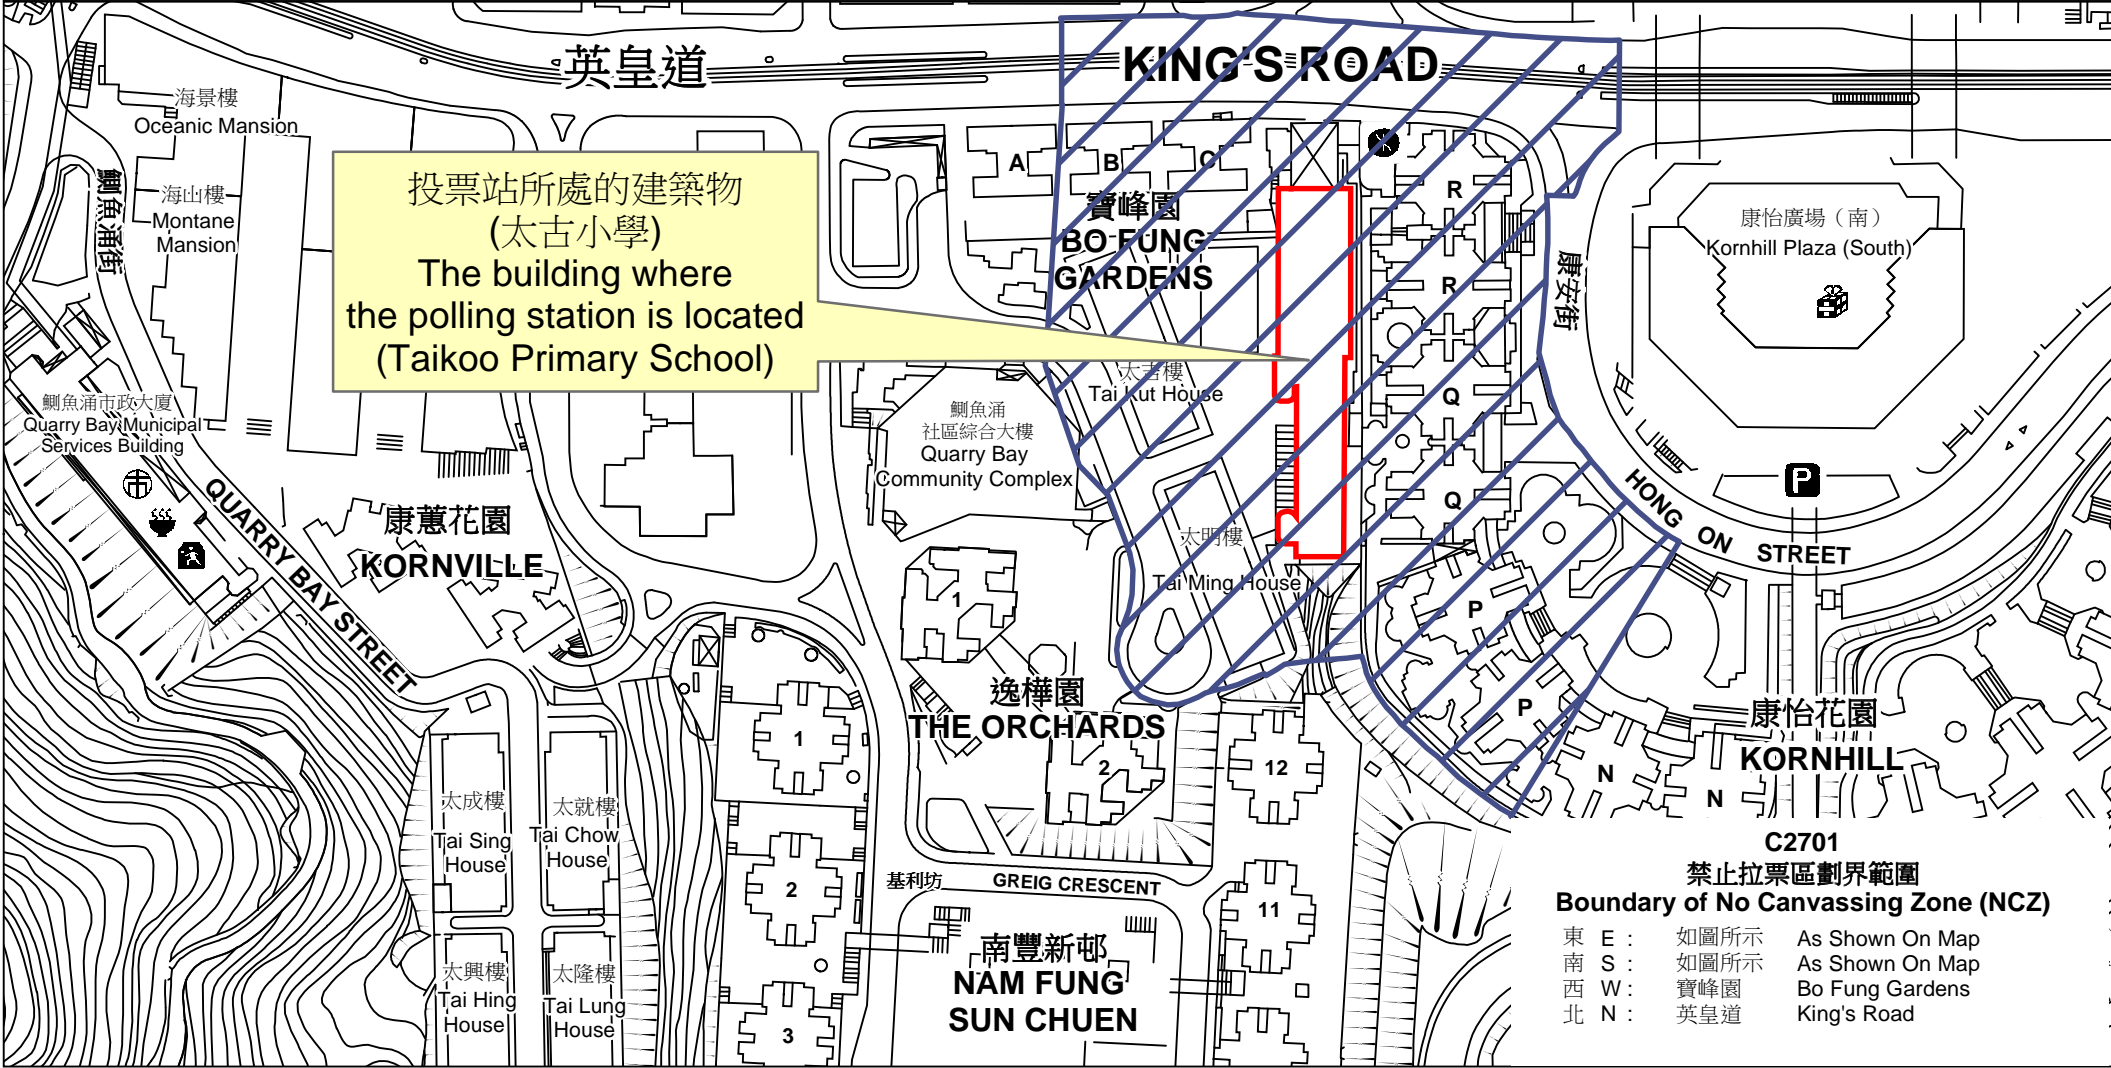 英皇道
KING'S ROAD
海景樓
Oceanic Mansion
鰂魚涌街
海山樓
Montane
Mansion
投票站所處的建築物
(太古小學)
The building where
the polling station is located
(Taikoo Primary School)
A
B
C
寶峰園
BO FUNG
GARDENS
R
R
Q
Q
康安街
康怡廣場（南）
Kornhill Plaza (South)
鰂魚涌市政大廈
Quarry Bay Municipal
Services Building
鰂魚涌
社區綜合大樓
Quarry Bay
Community Complex
太吉樓
Tai Kut House
P
QUARRY BAY STREET
康蕙花園
KORNVILLE
太明樓
Tai Ming House
HONG ON STREET
1
P
P
逸樺園
THE ORCHARDS
康怡花園
KORNHILL
1
2
12
N
N
太成樓
Tai Sing
House
太就樓
Tai Chow
House
2
基利坊
GREIG CRESCENT
11
太興樓
Tai Hing
House
太隆樓
Tai Lung
House
南豐新邨
NAM FUNG
SUN CHUEN
3
C2701
禁止拉票區劃界範圍
Boundary of No Canvassing Zone (NCZ)
東 E : 如圖所示 As Shown On Map
南 S : 如圖所示 As Shown On Map
西 W : 寶峰園 Bo Fung Gardens
北 N : 英皇道 King's Road